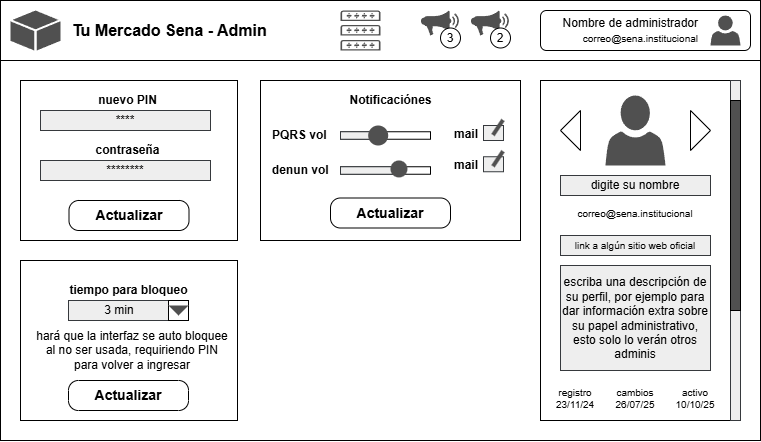 Tu Mercado Sena - Admin
3
2
Nombre de administrador
correo@sena.institucional
nuevo PIN
****
contraseña
********
Actualizar
Notificaciónes
PQRS vol
mail
denun vol
mail
Actualizar
tiempo para bloqueo
3 min
hará que la interfaz se auto bloquee
al no ser usada, requiriendo PIN
para volver a ingresar
Actualizar
digite su nombre
correo@sena.institucional
link a algún sitio web oficial
escriba una descripción de
su perfil, por ejemplo para
dar información extra sobre
su papel administrativo,
esto solo lo verán otros
adminis
registro cambios activo
23/11/24 26/07/25 10/10/25